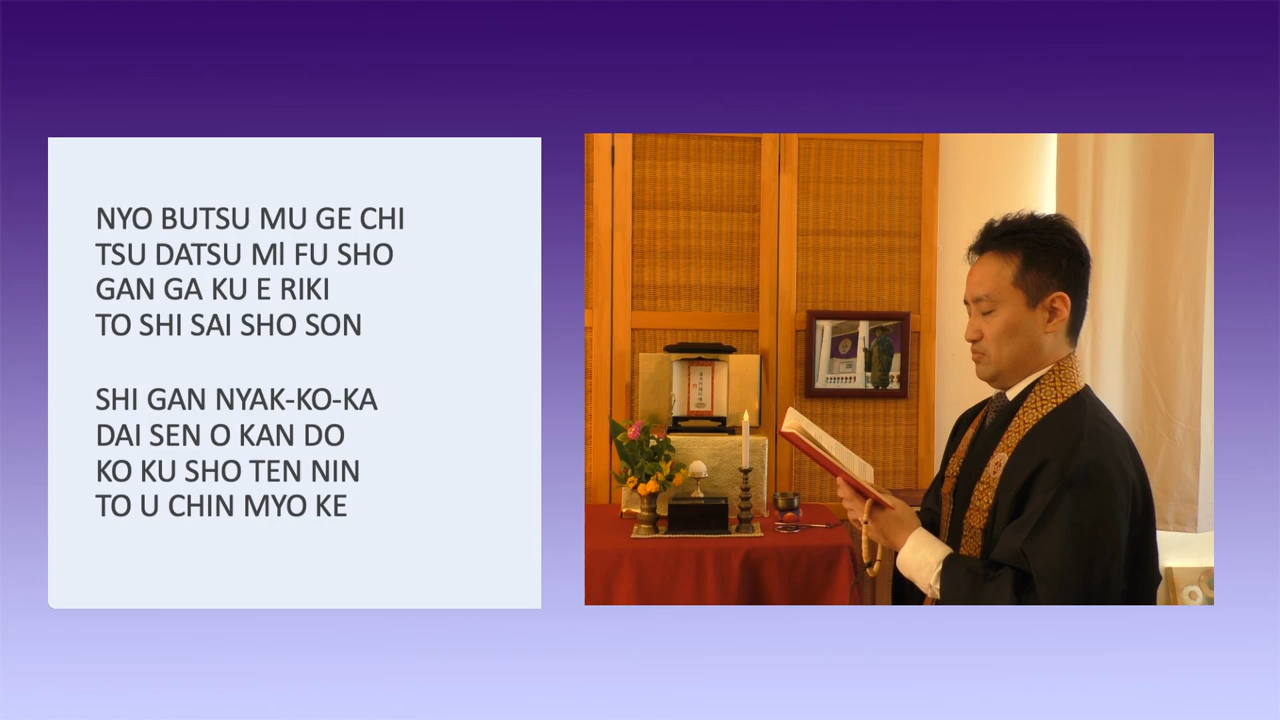 NYO BUTSU MU GE CHI
TSU DATSU MI FU SHO
GAN GA KU E RIKI
TO SHI SAI SHO SON
SHI GAN NYAK-KO-KA
DAI SEN O KAN DO
KO KU SHO TEN NIN
TO U CHIN MYO KE